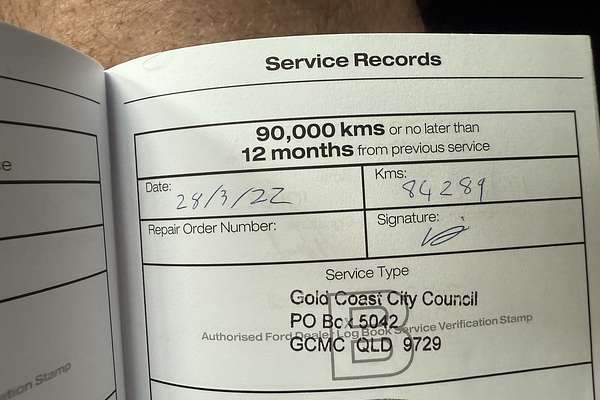 Service Records
90,000 kms or no later than
12 months from previous service
Date: 28/3/22
Kms: 84289
Repair Order Number:
Signature:
Service Type
B
Gold Coast City Council
PO Box 5042
Authorised Ford Dealer Log Book Service Verification Stamp
GCMC QLD 9729
Stamp